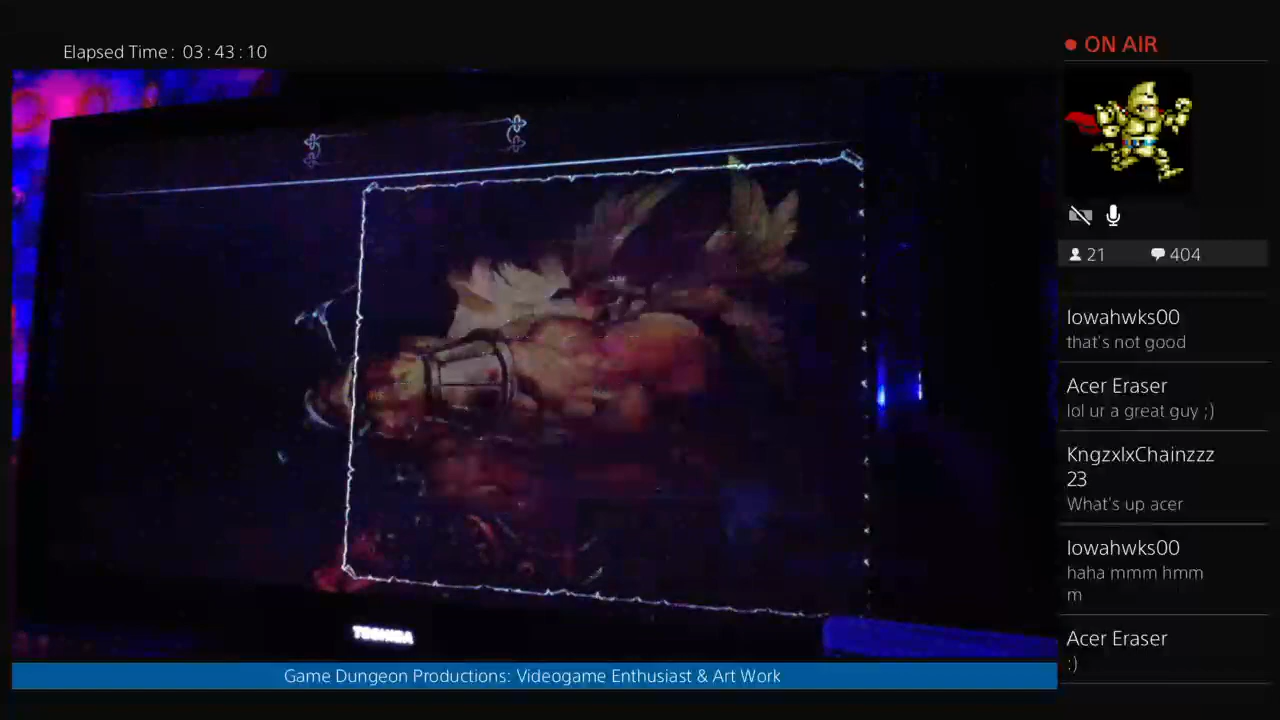 Elapsed Time: 03:43:10
ON AIR
21 404
Iowahwks00
that's not good
Acer Eraser
lol ur a great guy ;)
KngzxlxChainzzz
23
What's up acer
Iowahwks00
haha mmm hmm
m
Acer Eraser
:)
TOSHIBA
Game Dungeon Productions: Videogame Enthusiast & Art Work